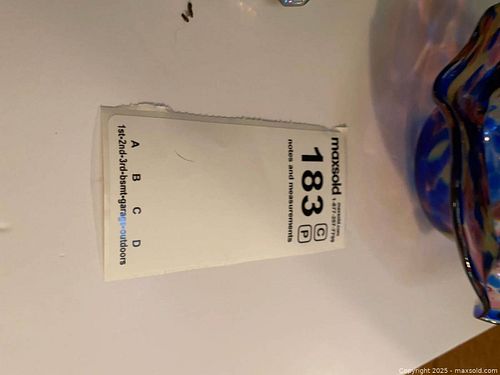 maxsold maxsold.com
1-877-257-7796
183 C P
notes and measurements
A B C D
1st-2nd-3rd-bsmt-garage-outdoors
Copyright 2025 - maxsold.com